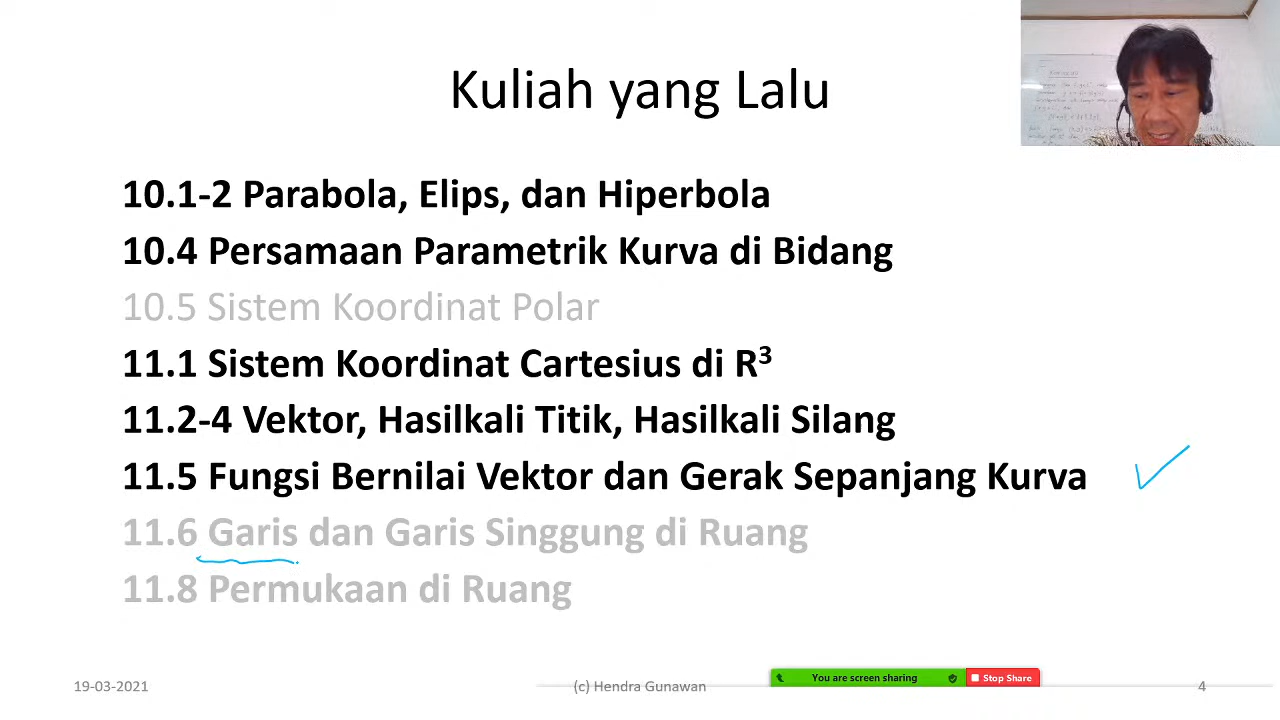 Kuliah yang Lalu
10.1-2 Parabola, Elips, dan Hiperbola
10.4 Persamaan Parametrik Kurva di Bidang
10.5 Sistem Koordinat Polar
11.1 Sistem Koordinat Cartesius di R³
11.2-4 Vektor, Hasilkali Titik, Hasilkali Silang
11.5 Fungsi Bernilai Vektor dan Gerak Sepanjang Kurva
11.6 Garis dan Garis Singgung di Ruang
11.8 Permukaan di Ruang
19-03-2021
(c) Hendra Gunawan
You are screen sharing
Stop Share
4